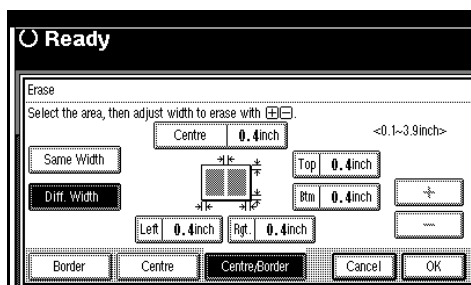 Ready
Erase
Select the area, then adjust width to erase with + −.
Centre 0.4inch <0.1~3.9inch>
Same Width
Top 0.4inch
Diff. Width
Btm 0.4inch
+
−
Left 0.4inch Rgt. 0.4inch
Border Centre Centre/Border Cancel OK